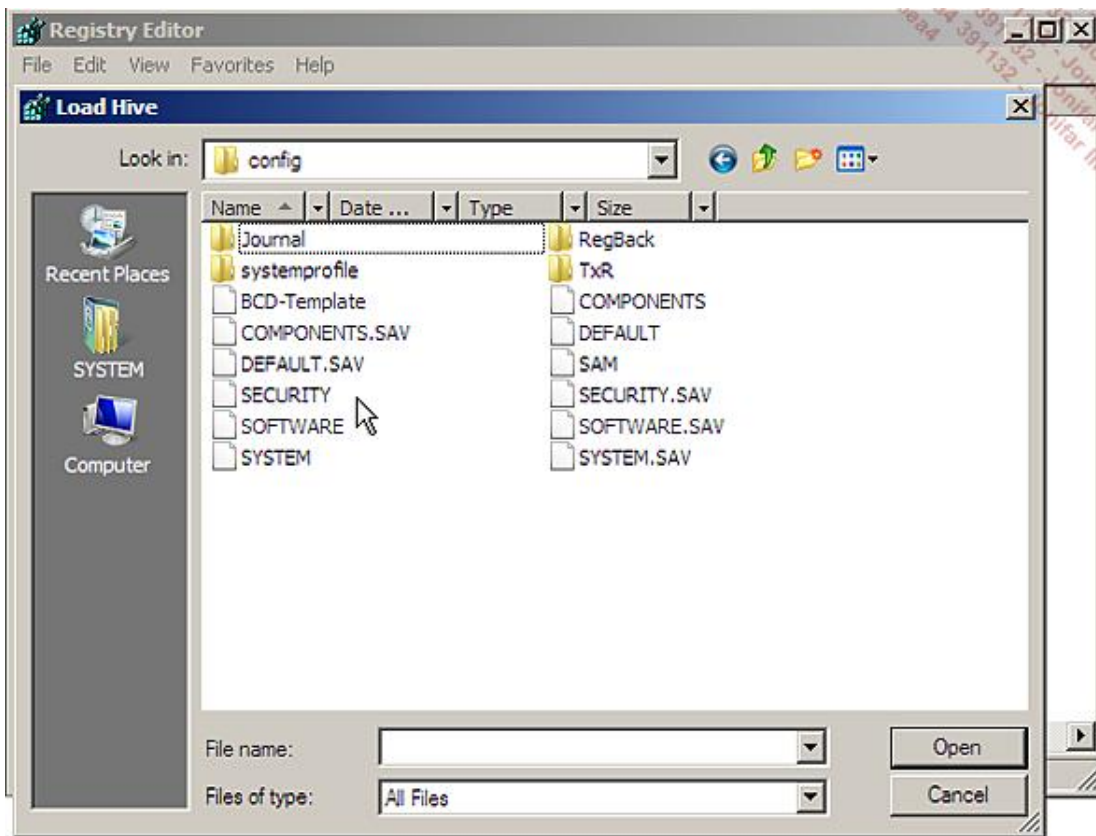 Registry Editor
File Edit View Favorites Help
Load Hive
Look in: config
Name Date ... Type Size
Journal RegBack
systemprofile TxR
BCD-Template COMPONENTS
COMPONENTS.SAV DEFAULT
DEFAULT.SAV SAM
SECURITY SECURITY.SAV
SOFTWARE SOFTWARE.SAV
SYSTEM SYSTEM.SAV
Recent Places
SYSTEM
Computer
File name: Open
Files of type: All Files Cancel